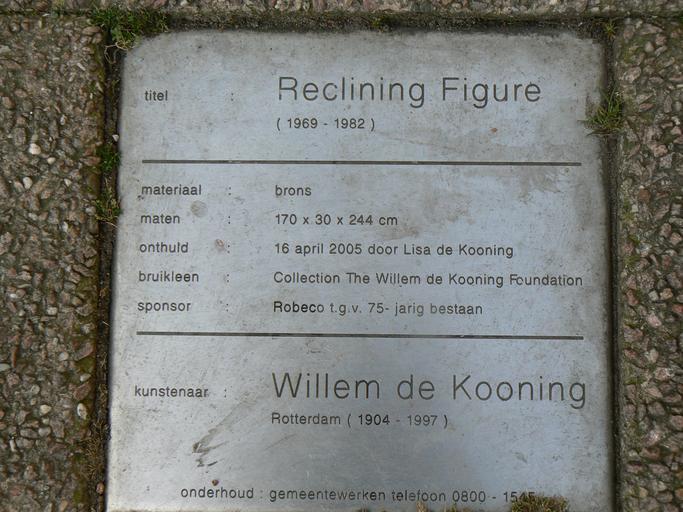 titel : Reclining Figure
( 1969 - 1982 )
materiaal : brons
maten : 170 x 30 x 244 cm
onthuld : 16 april 2005 door Lisa de Kooning
bruikleen : Collection The Willem de Kooning Foundation
sponsor : Robeco t.g.v. 75- jarig bestaan
kunstenaar : Willem de Kooning
Rotterdam ( 1904 - 1997 )
onderhoud : gemeentewerken telefoon 0800 - 1545